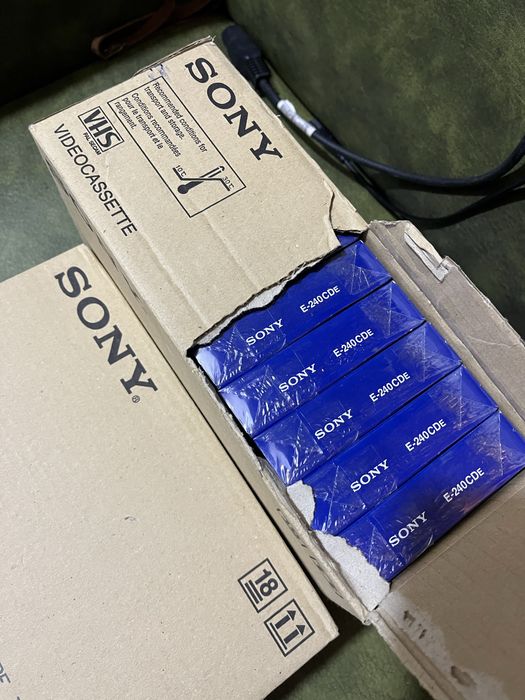 SONY
Recommended conditions for
transport and storage.
Conditions recommandées
pour le transport et le
rangement.
VHS
PAL SECAM
VIDEOCASSETTE
SONY E-240CDE
SONY E-240CDE
SONY E-240CDE
SONY E-240CDE
SONY E-240CDE
SONY®
18